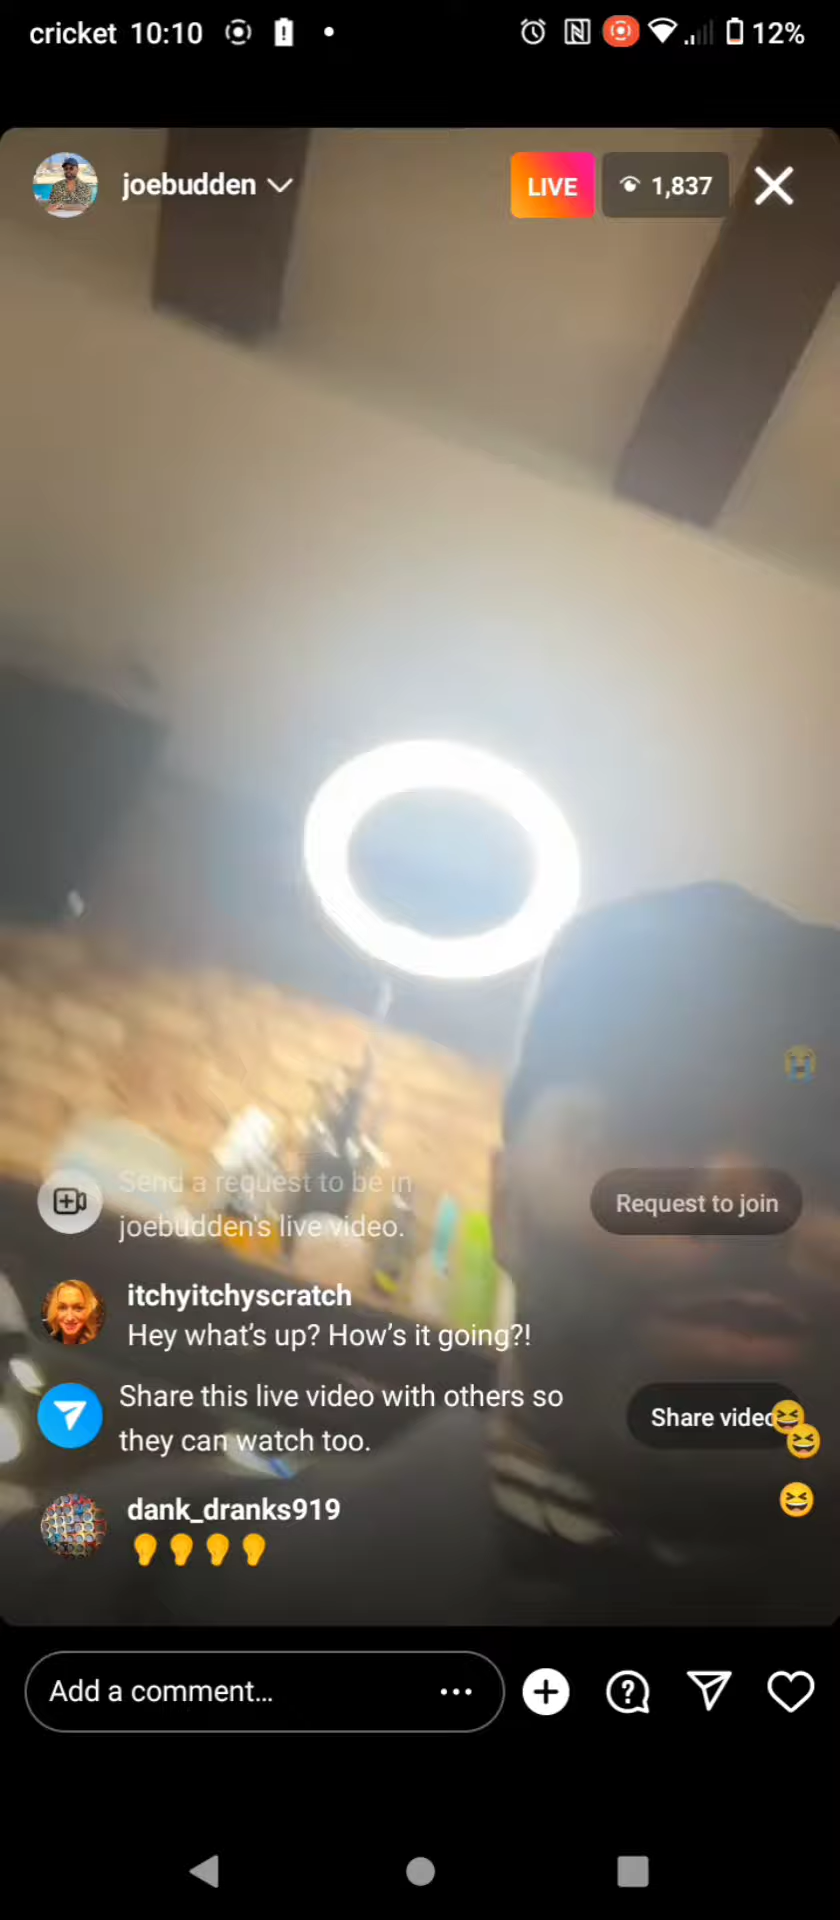 cricket 10:10 12%
joebudden LIVE 1,837
Send a request to be in
joebudden's live video.
Request to join
itchyitchyscratch
Hey what's up? How's it going?!
Share this live video with others so
they can watch too.
Share video
dank_dranks919
👂👂👂👂
Add a comment...